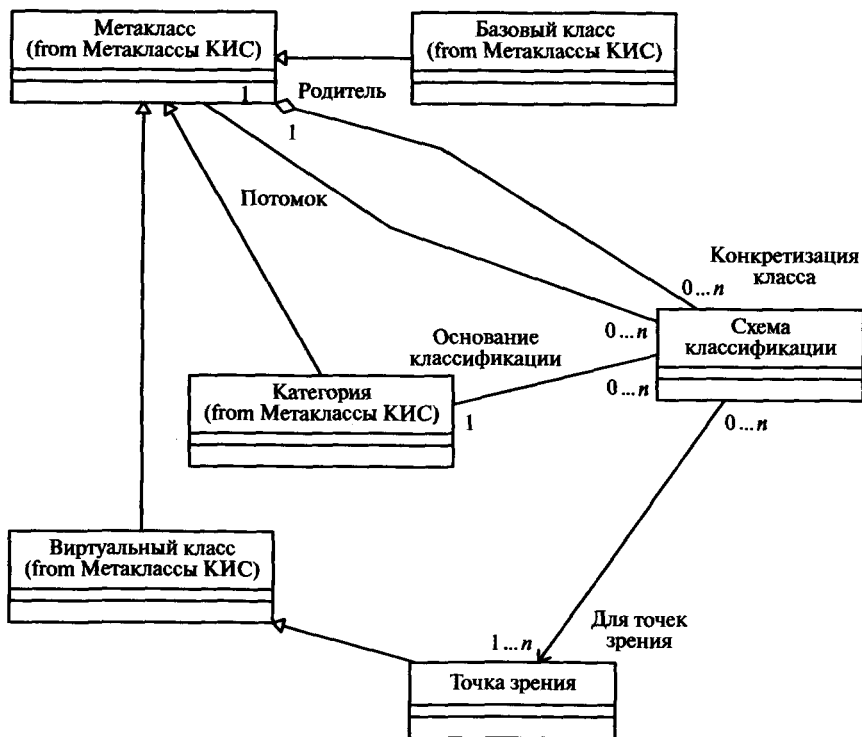 Метакласс
(from Метаклассы КИС)
Базовый класс
(from Метаклассы КИС)
1
Родитель
1
Потомок
Конкретизация
класса
0...n
0...n
Схема
классификации
Основание
классификации
0...n
Категория
(from Метаклассы КИС)
1
0...n
Виртуальный класс
(from Метаклассы КИС)
Для точек
зрения
1...n
Точка зрения